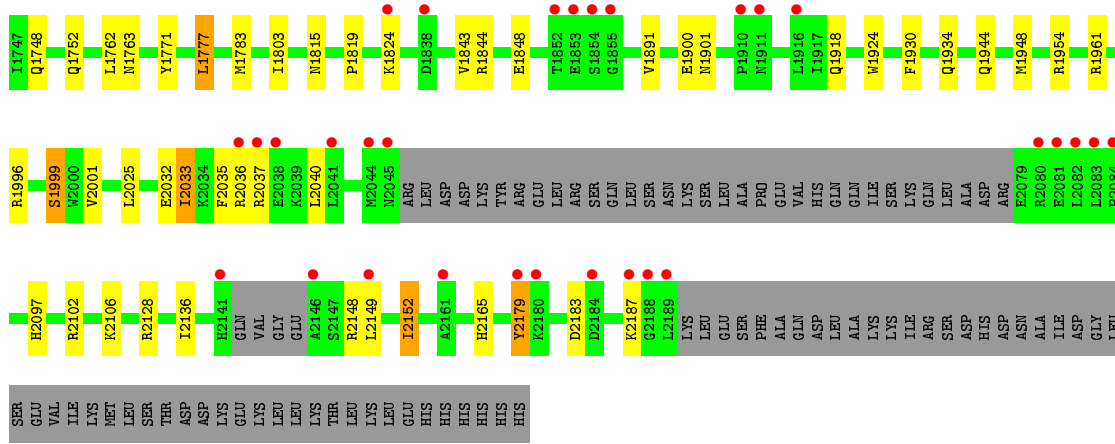 I1747 Q1748 Q1752 L1762 N1763 Y1771 L1777 M1783 I1803 N1815 P1819 K1824 D1838 V1843 R1844 E1848 T1852 E1853 S1854 G1855 V1891 E1900 N1901 P1910 N1911 L1916 I1917 Q1918 W1924 F1930 Q1934 Q1944 M1948 R1954 R1961
R1996 S1999 W2000 V2001 L2025 E2032 I2033 K2034 F2035 R2036 R2037 E2038 K2039 L2040 L2041 M2044 N2045 ARG LEU ASP ASP LYS TYR ARG GLU LEU ARG SER GLN LEU SER ASN LYS SER LEU ALA PRO GLU VAL HIS GLN GLN ILE SER LYS GLN LEU ALA ASP ARG E2079 R2080 E2081 L2082 L2083
H2097 R2102 K2106 R2128 I2136 H2141 GLN VAL GLY GLU A2146 S2147 R2148 L2149 I2152 A2161 H2165 Y2179 K2180 D2183 D2184 K2187 G2188 L2189 LYS LEU GLU SER PHE ALA GLN ASP LEU ALA LYS LYS ILE ARG SER ASP HIS ASP ASN ALA ILE ASP GLY LEU
SER GLU VAL ILE LYS MET LEU SER THR ASP ASP LYS GLU LYS LEU LEU LYS THR LEU LYS LEU GLU HIS HIS HIS HIS HIS HIS